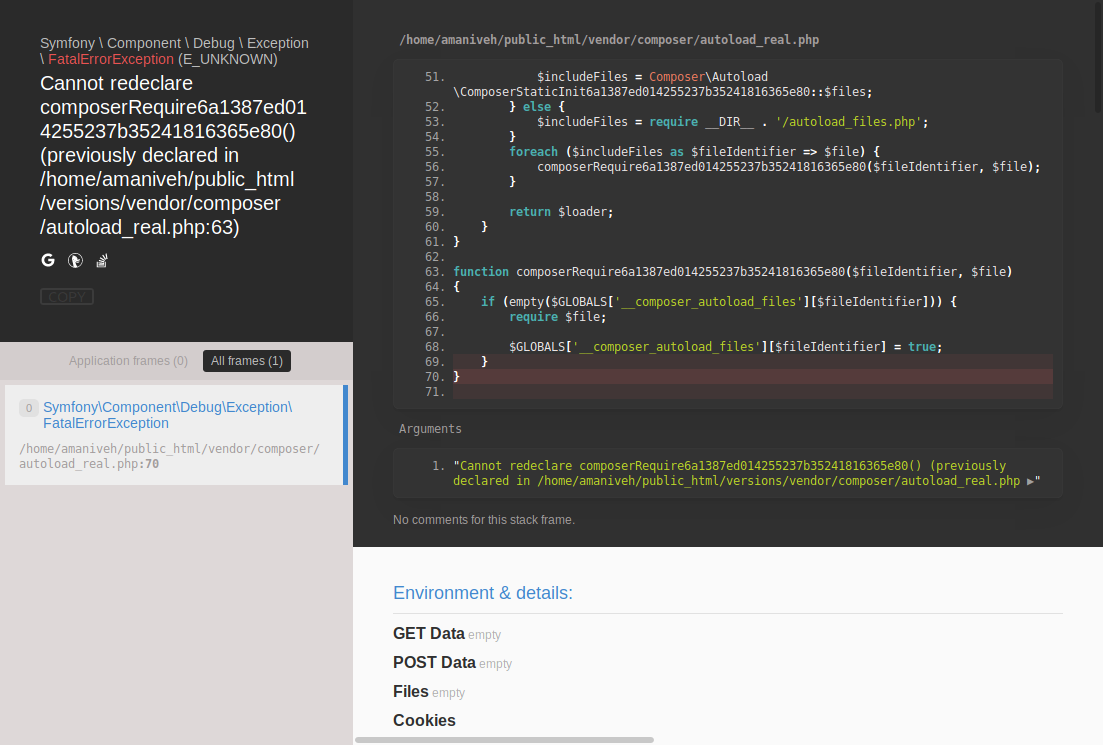 Symfony \ Component \ Debug \ Exception
\ FatalErrorException (E_UNKNOWN)
Cannot redeclare
composerRequire6a1387ed01
4255237b35241816365e80()
(previously declared in
/home/amaniveh/public_html
/versions/vendor/composer
/autoload_real.php:63)
COPY
Application frames (0)
All frames (1)
0
Symfony\Component\Debug\Exception\
FatalErrorException
/home/amaniveh/public_html/vendor/composer/
autoload_real.php:70
/home/amaniveh/public_html/vendor/composer/autoload_real.php
51.             $includeFiles = Composer\Autoload
\ComposerStaticInit6a1387ed014255237b35241816365e80::$files;
52.         } else {
53.             $includeFiles = require __DIR__ . '/autoload_files.php';
54.         }
55.         foreach ($includeFiles as $fileIdentifier => $file) {
56.             composerRequire6a1387ed014255237b35241816365e80($fileIdentifier, $file);
57.         }
58.
59.         return $loader;
60.     }
61. }
62.
63. function composerRequire6a1387ed014255237b35241816365e80($fileIdentifier, $file)
64. {
65.     if (empty($GLOBALS['__composer_autoload_files'][$fileIdentifier])) {
66.         require $file;
67.
68.         $GLOBALS['__composer_autoload_files'][$fileIdentifier] = true;
69.     }
70. }
71.
Arguments
1. "Cannot redeclare composerRequire6a1387ed014255237b35241816365e80() (previously
declared in /home/amaniveh/public_html/versions/vendor/composer/autoload_real.php ▶"
No comments for this stack frame.
Environment & details:
GET Data empty
POST Data empty
Files empty
Cookies